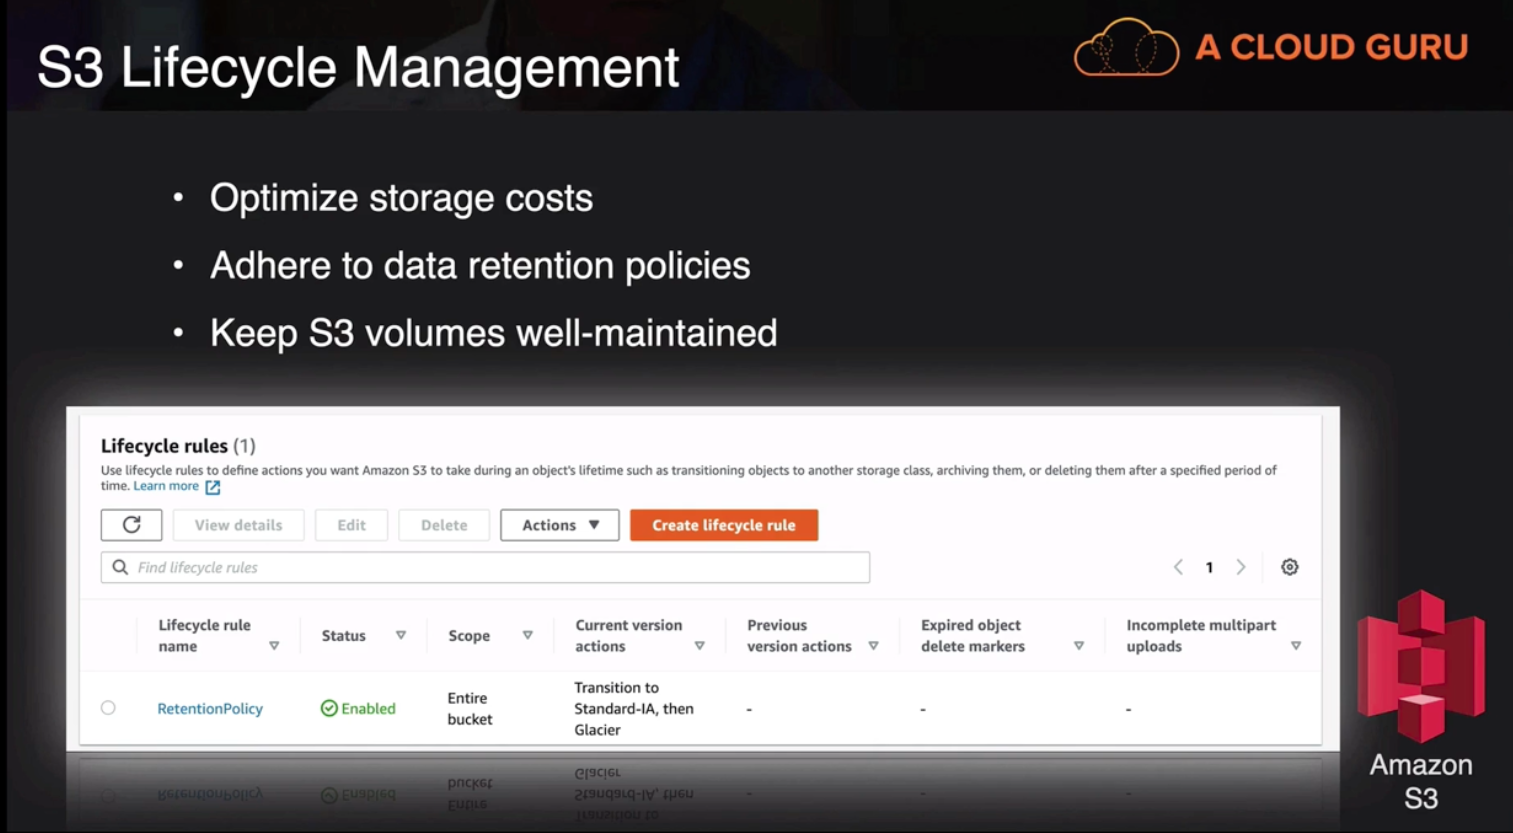 S3 Lifecycle Management
A CLOUD GURU
• Optimize storage costs
• Adhere to data retention policies
• Keep S3 volumes well-maintained
Lifecycle rules (1)
Use lifecycle rules to define actions you want Amazon S3 to take during an object's lifetime such as transitioning objects to another storage class, archiving them, or deleting them after a specified period of
time. Learn more
View details Edit Delete Actions Create lifecycle rule
Find lifecycle rules
1
Lifecycle rule
name
Status
Scope
Current version
actions
Previous
version actions
Expired object
delete markers
Incomplete multipart
uploads
RetentionPolicy
Enabled
Entire
bucket
Transition to
Standard-IA, then
Glacier
-
-
-
Amazon
S3